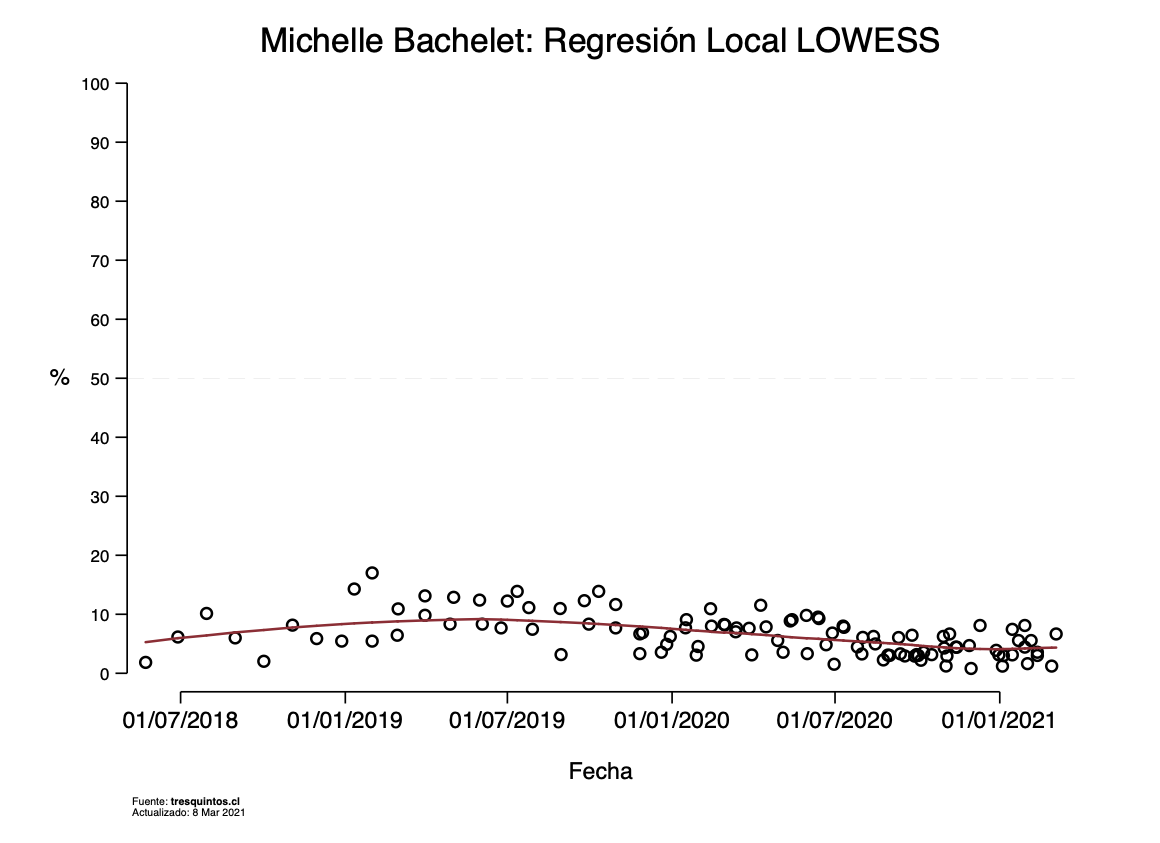 Michelle Bachelet: Regresión Local LOWESS
100
90
80
70
60
% 50
40
30
20
10
0
01/07/2018 01/01/2019 01/07/2019 01/01/2020 01/07/2020 01/01/2021
Fecha
Fuente: tresquintos.cl
Actualizado: 8 Mar 2021